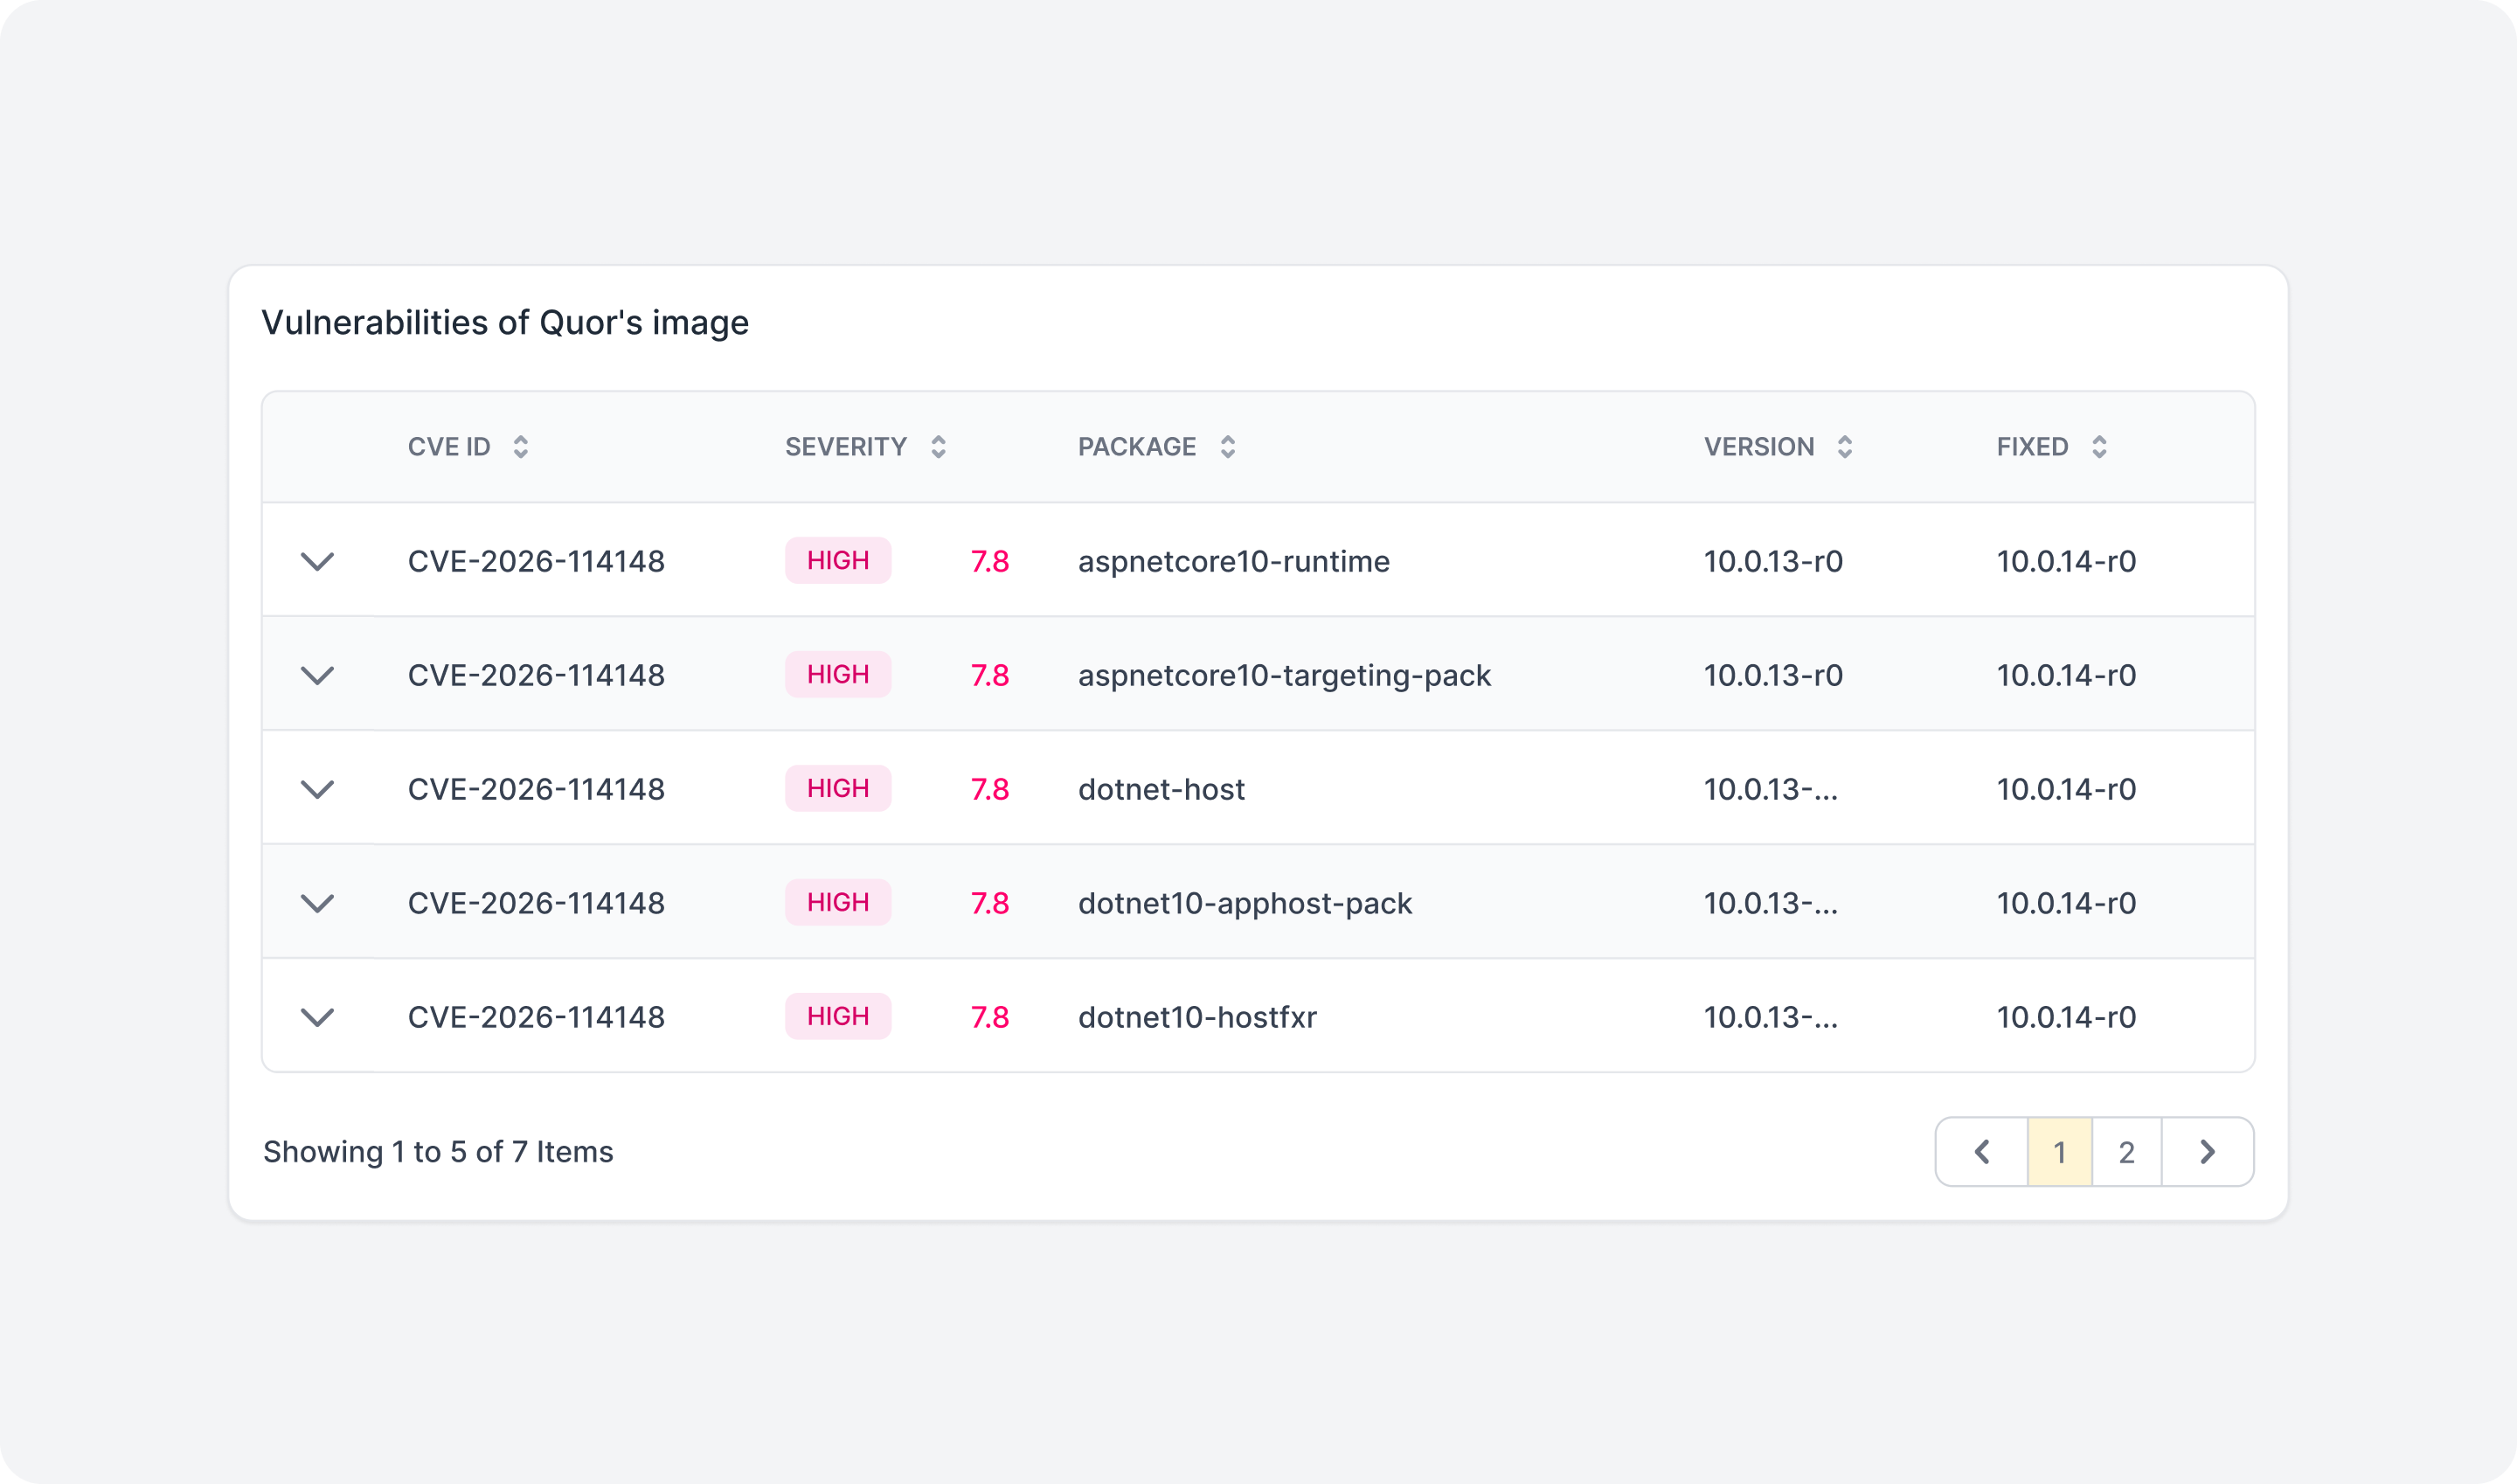 Vulnerabilities of Quor's image
CVE ID SEVERITY PACKAGE VERSION FIXED
CVE-2026-114148 HIGH 7.8 aspnetcore10-runtime 10.0.13-r0 10.0.14-r0
CVE-2026-114148 HIGH 7.8 aspnetcore10-targeting-pack 10.0.13-r0 10.0.14-r0
CVE-2026-114148 HIGH 7.8 dotnet-host 10.0.13-... 10.0.14-r0
CVE-2026-114148 HIGH 7.8 dotnet10-apphost-pack 10.0.13-... 10.0.14-r0
CVE-2026-114148 HIGH 7.8 dotnet10-hostfxr 10.0.13-... 10.0.14-r0
Showing 1 to 5 of 7 Items 1 2